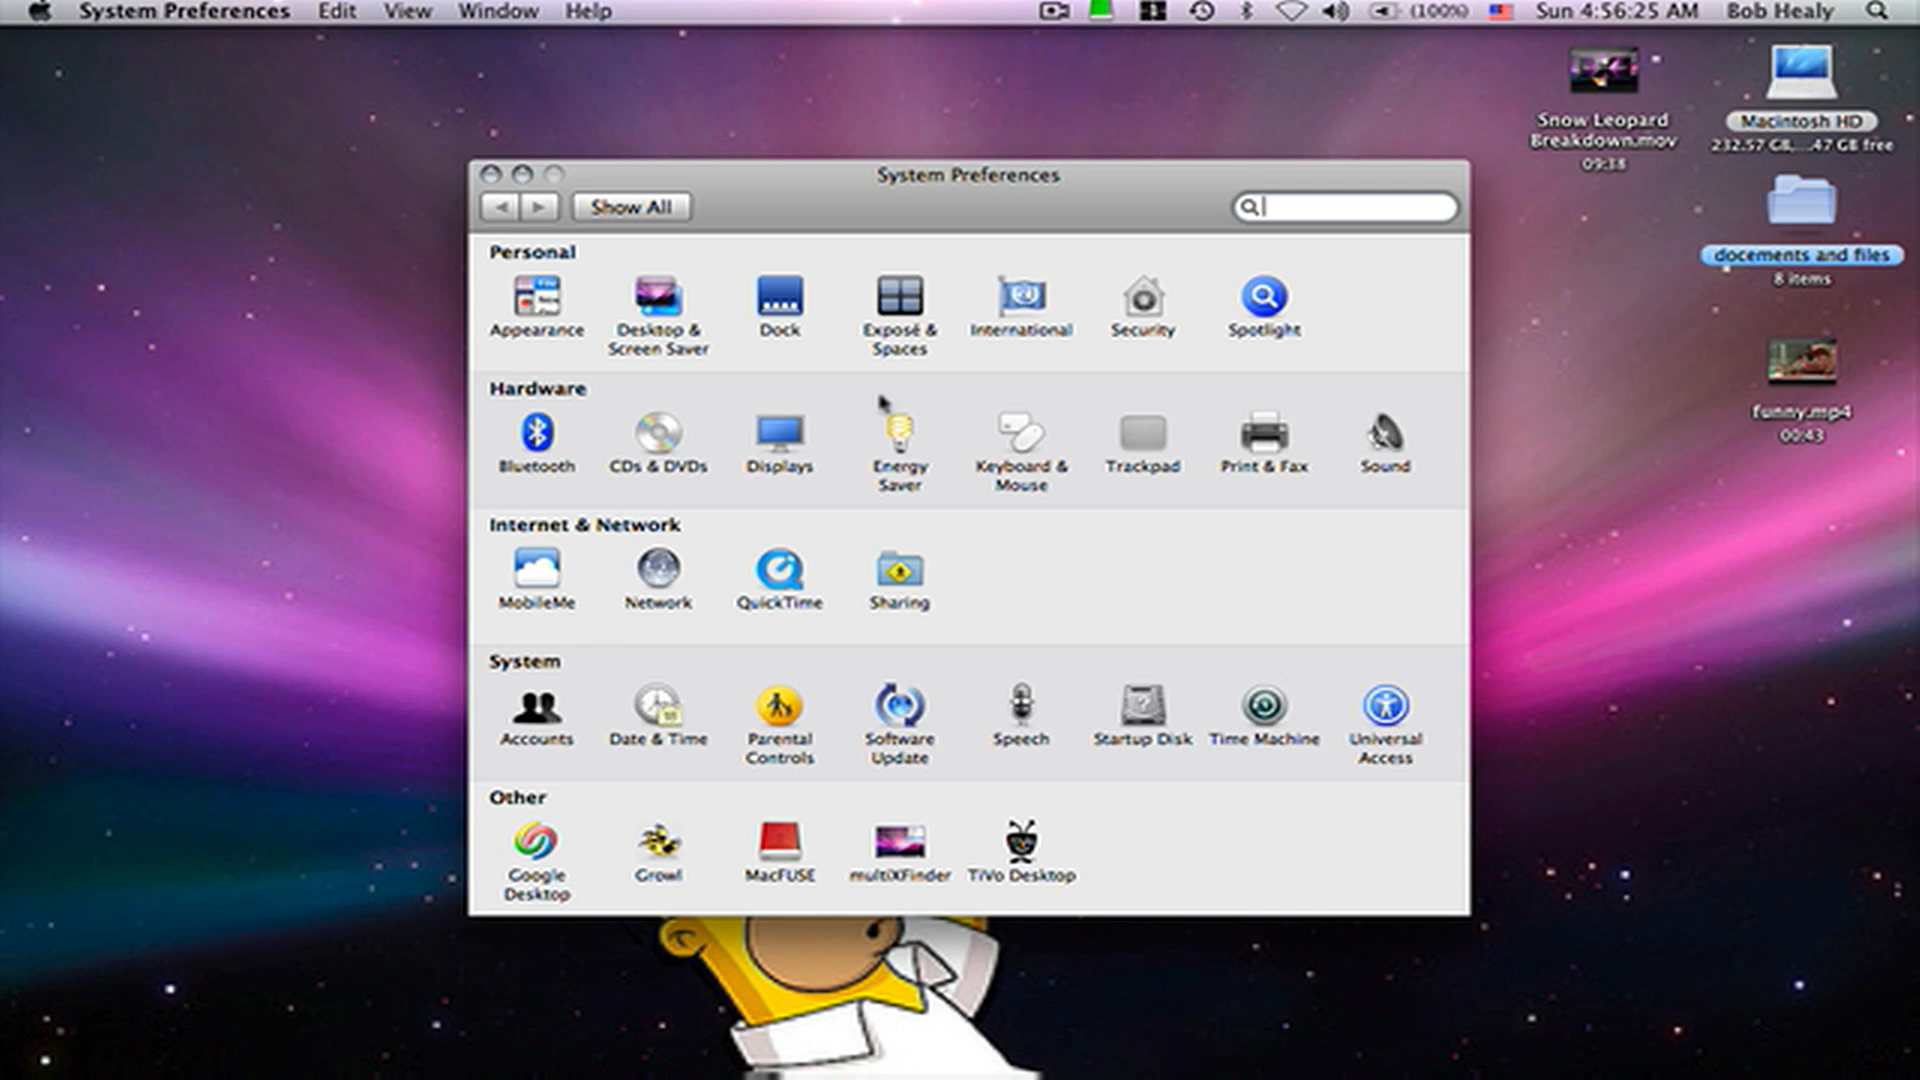 System Preferences Edit View Window Help (100%) Sun 4:56:25 AM Bob Healy
Snow Leopard
Breakdown.mov
09:38
Macintosh HD
232.57 GB,....47 GB free
docements and files
8 items
funny.mp4
00:43
System Preferences
Show All
Personal
Appearance
Desktop &
Screen Saver
Dock
Exposé &
Spaces
International
Security
Spotlight
Hardware
Bluetooth
CDs & DVDs
Displays
Energy
Saver
Keyboard &
Mouse
Trackpad
Print & Fax
Sound
Internet & Network
MobileMe
Network
QuickTime
Sharing
System
Accounts
Date & Time
Parental
Controls
Software
Update
Speech
Startup Disk
Time Machine
Universal
Access
Other
Google
Desktop
Growl
MacFUSE
multiXFinder
TiVo Desktop